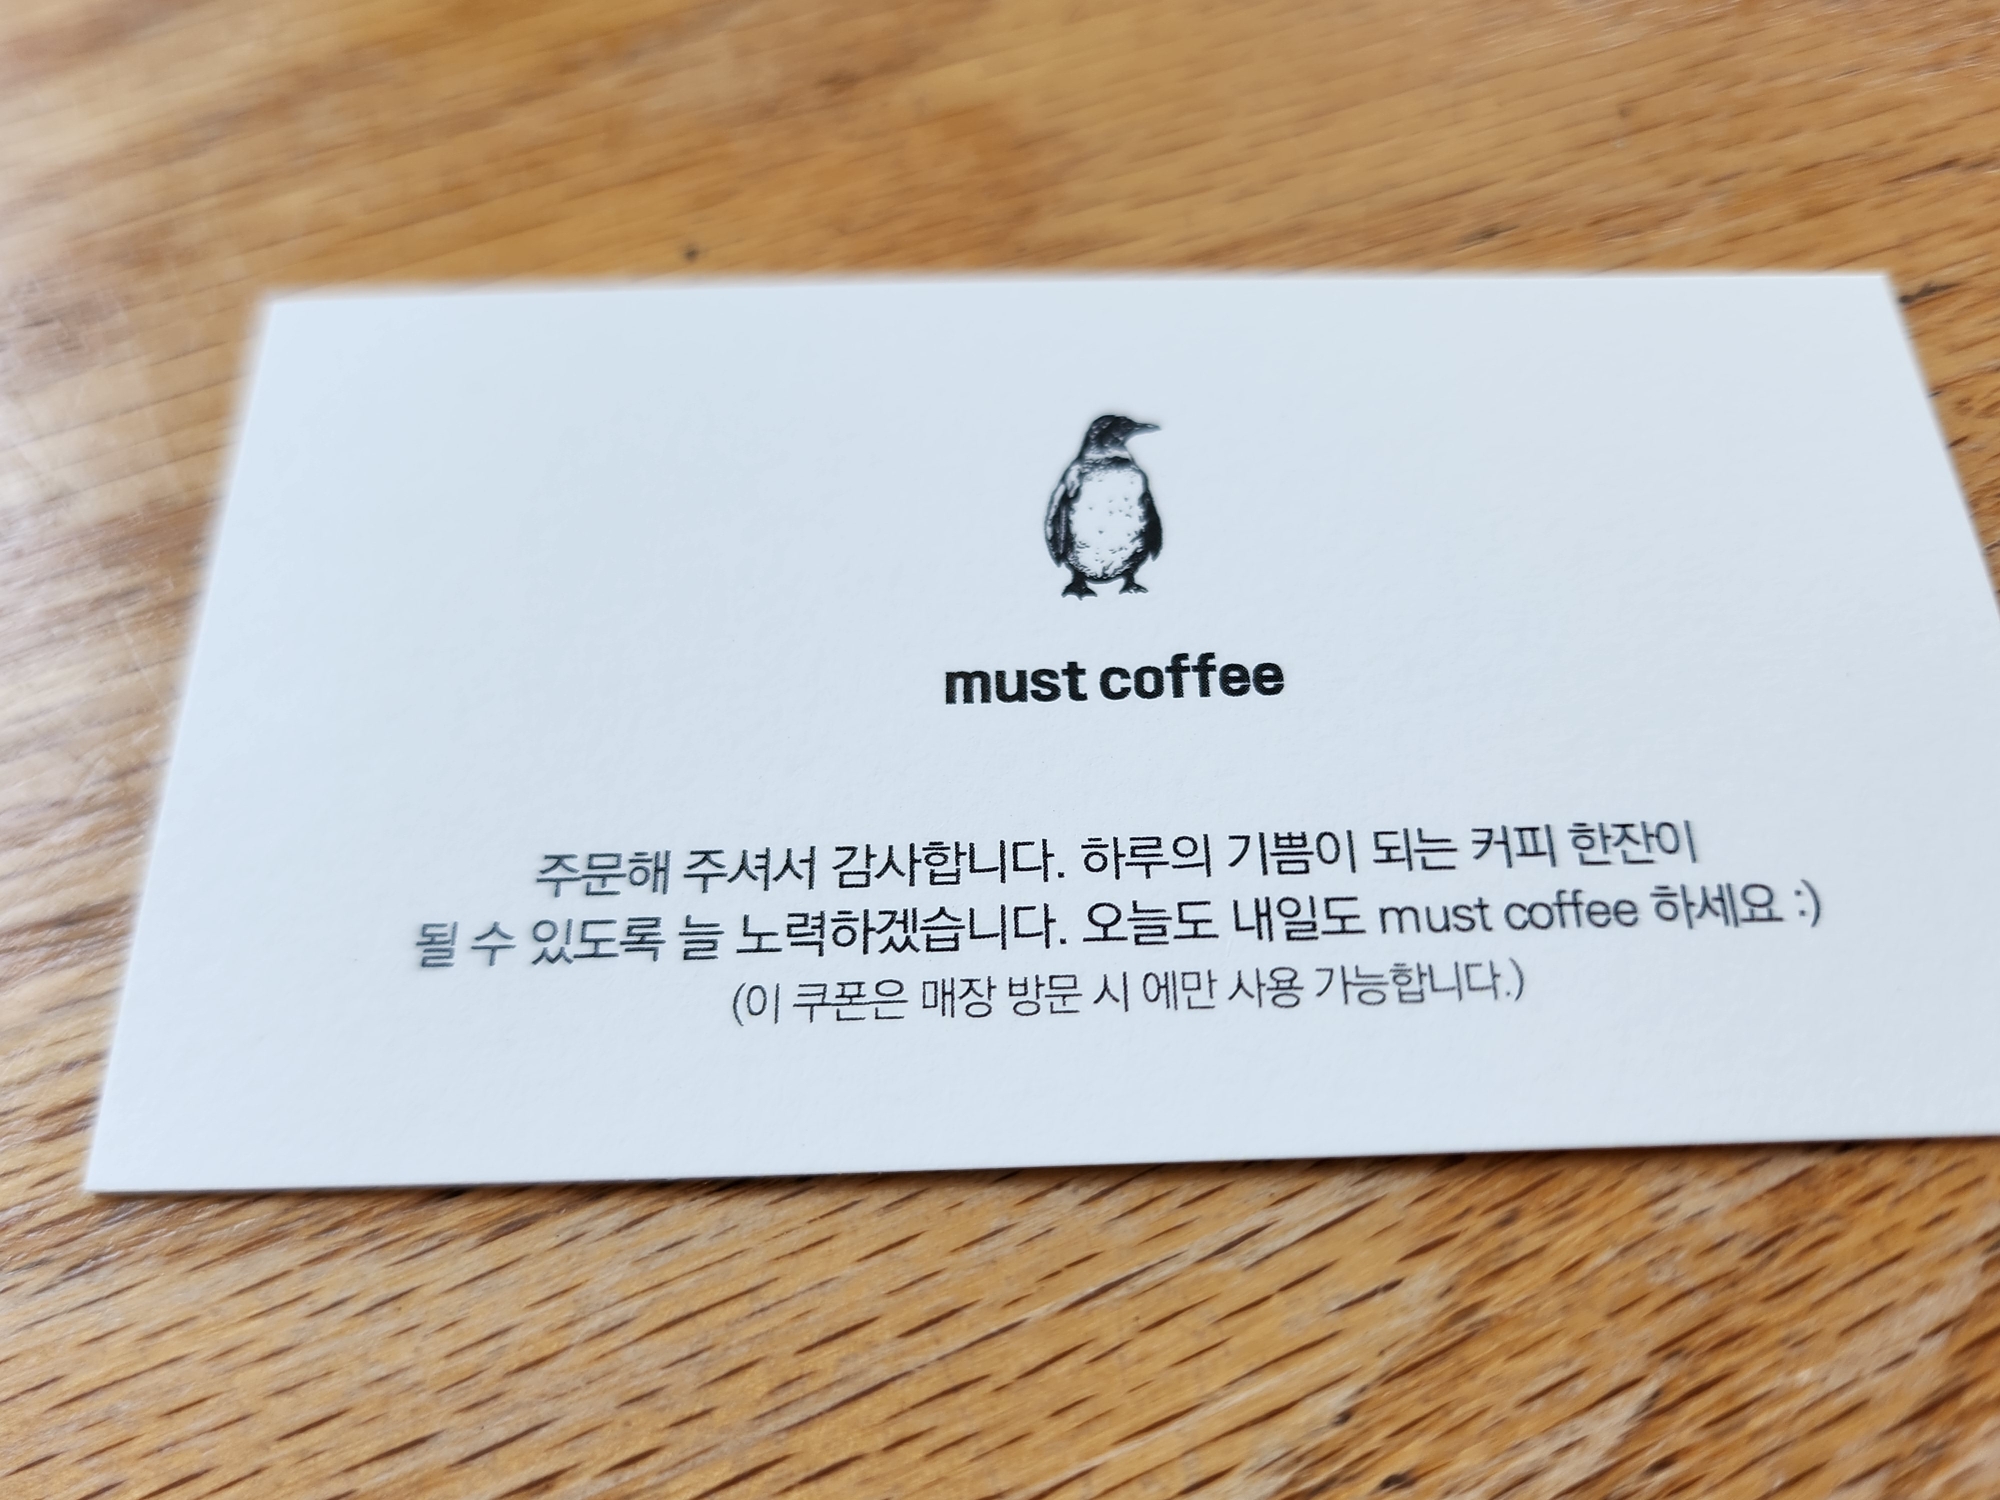 must coffee
주문해 주셔서 감사합니다. 하루의 기쁨이 되는 커피 한잔이
될 수 있도록 늘 노력하겠습니다. 오늘도 내일도 must coffee 하세요 :)
(이 쿠폰은 매장 방문 시 에만 사용 가능합니다.)